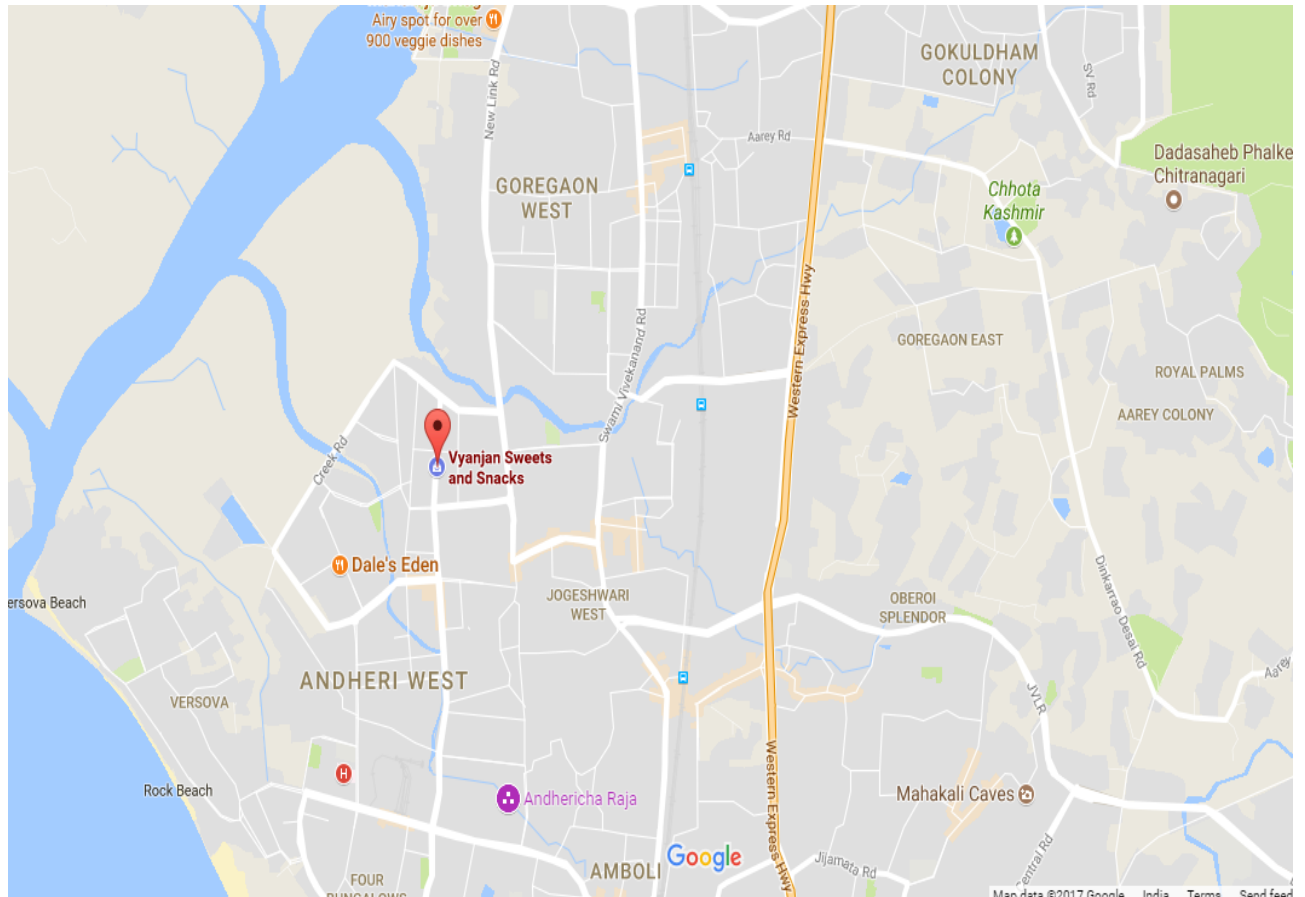 Airy spot for over
900 veggie dishes
New Link Rd
GOKULDHAM
COLONY
SV Rd
Aarey Rd
Dadasaheb Phalke
Chitranagari
GOREGAON
WEST
Chhota
Kashmir
Western Express Hwy
Swami Vivekanand Rd
GOREGAON EAST
ROYAL PALMS
AAREY COLONY
Creek Rd
Vyanjan Sweets
and Snacks
Dale's Eden
JOGESHWARI
WEST
OBEROI
SPLENDOR
Dinkarrao Desai Rd
ersova Beach
ANDHERI WEST
VERSOVA
JVLR
Aarey
H
Rock Beach
Andhericha Raja
Western Express Hwy
Mahakali Caves
Google
AMBOLI
Jijamata Rd
Central Rd
FOUR
BUNGALOWS
Map data ©2017 Google India Terms Send feed